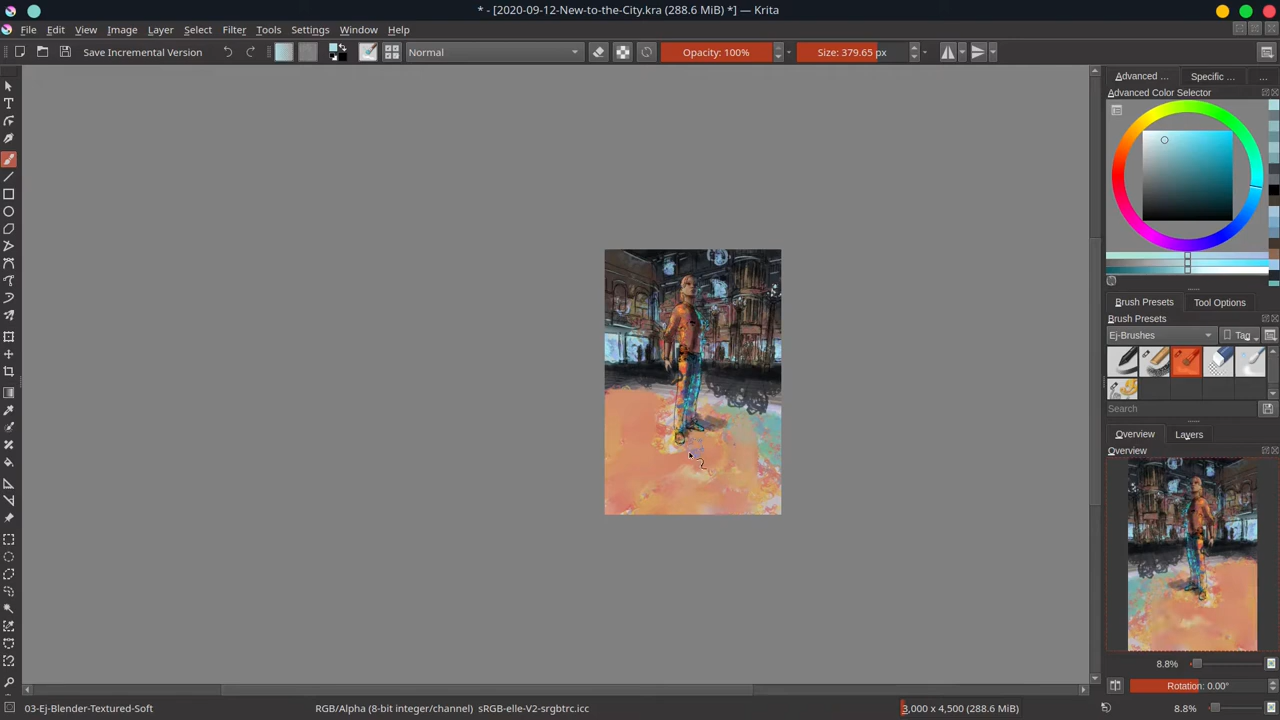 * - [2020-09-12-New-to-the-City.kra (288.6 MiB) *] — Krita
File Edit View Image Layer Select Filter Tools Settings Window Help
Save Incremental Version Normal Opacity: 100% Size: 379.65 px
Advanced ... Specific ... ...
Advanced Color Selector
Brush Presets Tool Options
Brush Presets
Ej-Brushes Tag
Search
Overview Layers
Overview
8.8%
Rotation: 0.00°
03-Ej-Blender-Textured-Soft RGB/Alpha (8-bit integer/channel) sRGB-elle-V2-srgbtrc.icc 3,000 x 4,500 (288.6 MiB) 8.8%